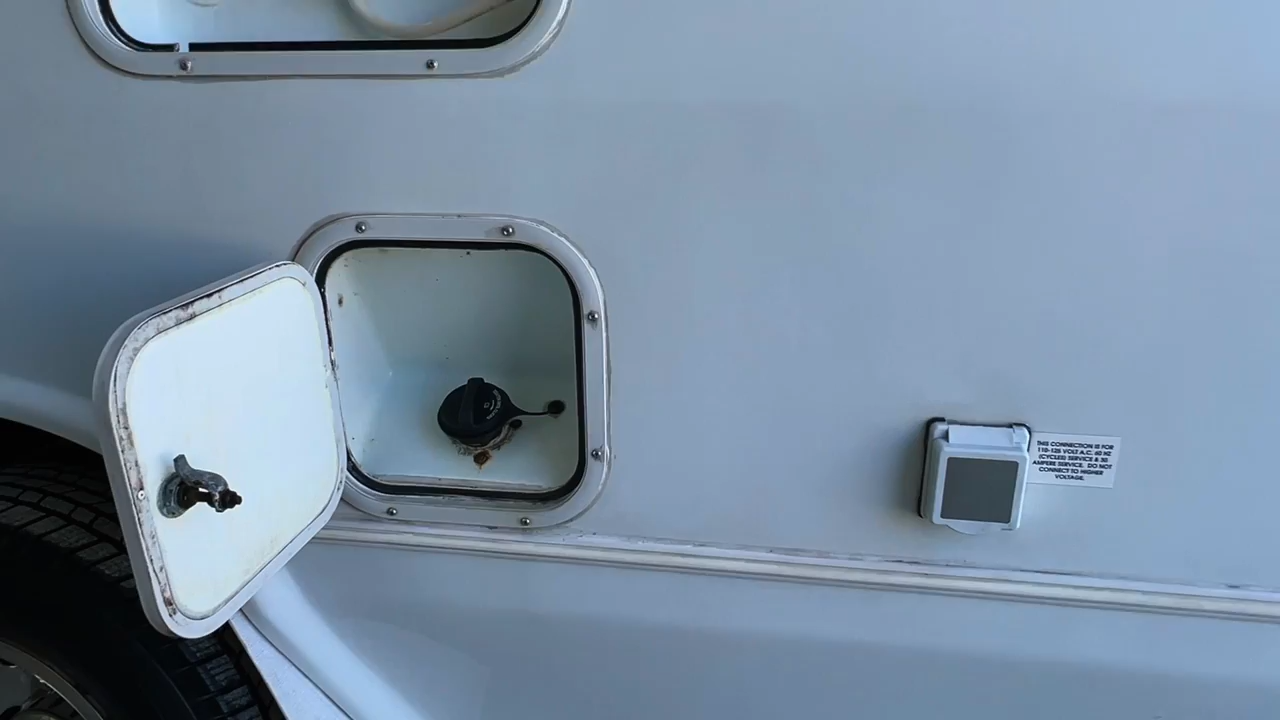 THIS CONNECTION IS FOR
110-125 VOLT A.C. 60 HZ
(CYCLES) SERVICE & 30
AMPERE SERVICE. DO NOT
CONNECT TO HIGHER
VOLTAGE.